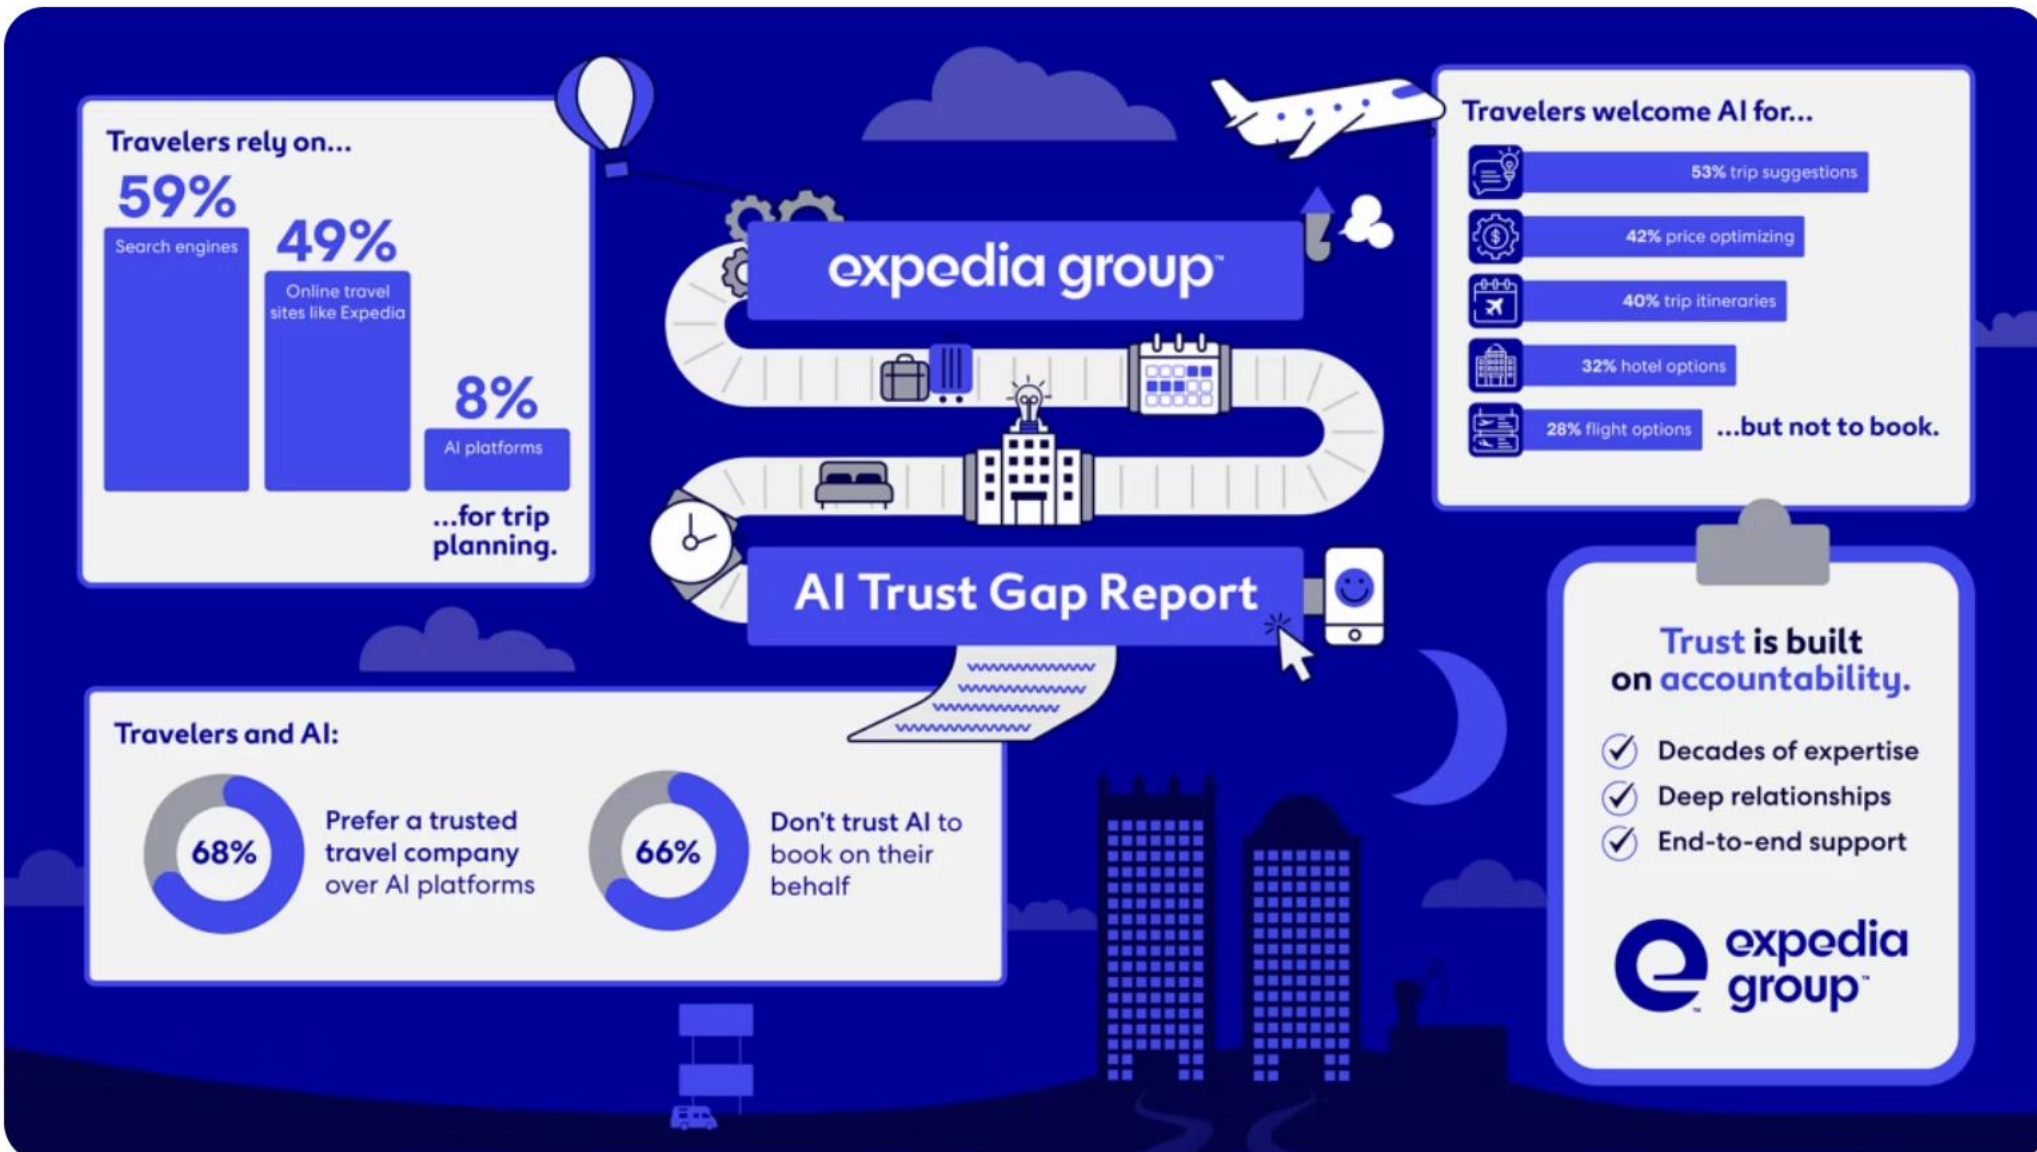 Travelers rely on...
59%
Search engines
49%
Online travel
sites like Expedia
8%
AI platforms
...for trip
planning.
expedia group™
AI Trust Gap Report
Travelers welcome AI for...
53% trip suggestions
42% price optimizing
40% trip itineraries
32% hotel options
28% flight options
...but not to book.
Travelers and AI:
68%
Prefer a trusted
travel company
over AI platforms
66%
Don't trust AI to
book on their
behalf
Trust is built
on accountability.
Decades of expertise
Deep relationships
End-to-end support
expedia
group™